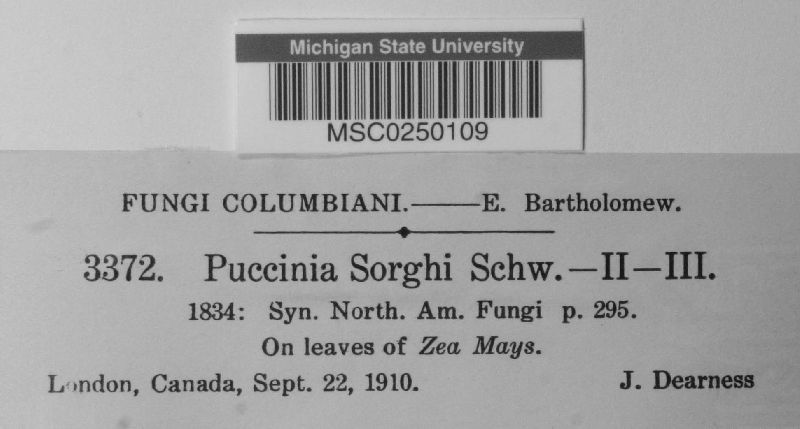 Michigan State University
MSC0250109
FUNGI COLUMBIANI.——E. Bartholomew.
3372. Puccinia Sorghi Schw.—II—III.
1834: Syn. North. Am. Fungi p. 295.
On leaves of Zea Mays.
London, Canada, Sept. 22, 1910. J. Dearness